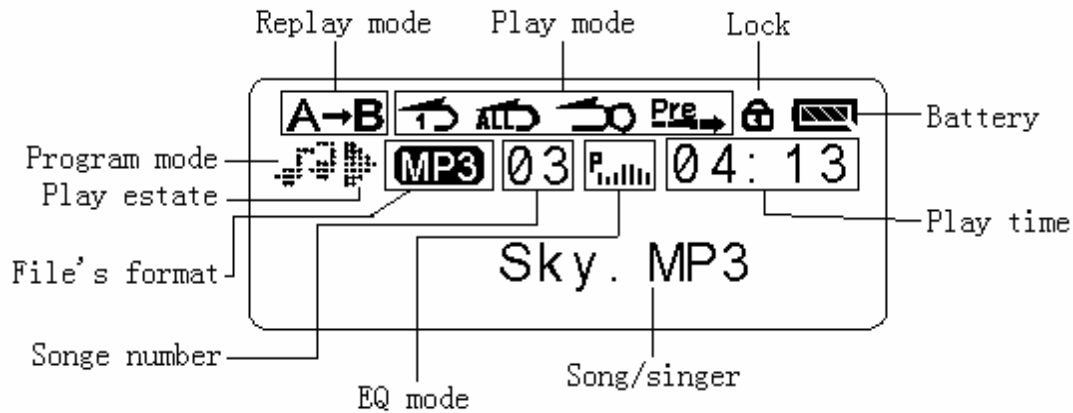 Replay mode
Play mode
Lock
A→B
1
ALL
Pre
Battery
Program mode
MP3
03
P
04:13
Play estate
Play time
File's format
Sky. MP3
Songe number
Song/singer
EQ mode